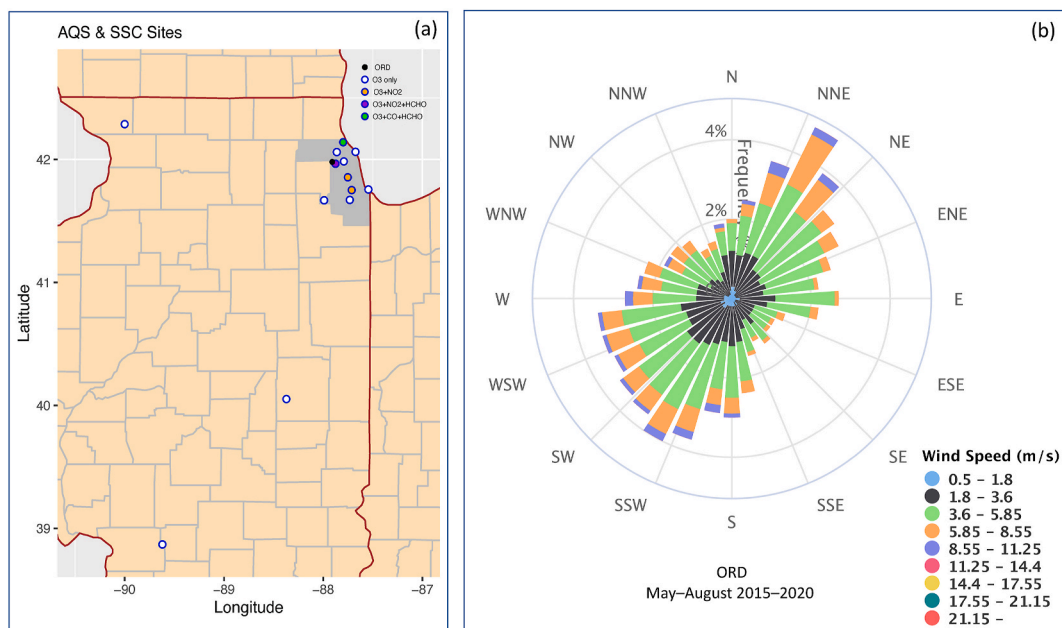 AQS & SSC Sites
(a)
ORD
O3 only
O3+NO2
O3+NO2+HCHO
O3+CO+HCHO
42
41
40
39
Latitude
−90
−89
−88
−87
Longitude
(b)
N
NNE
NE
ENE
E
ESE
SE
SSE
S
SSW
SW
WSW
W
WNW
NW
NNW
4%
2%
Wind Speed (m/s)
0.5 – 1.8
1.8 – 3.6
3.6 – 5.85
5.85 – 8.55
8.55 – 11.25
11.25 – 14.4
14.4 – 17.55
17.55 – 21.15
21.15 –
ORD
May–August 2015–2020